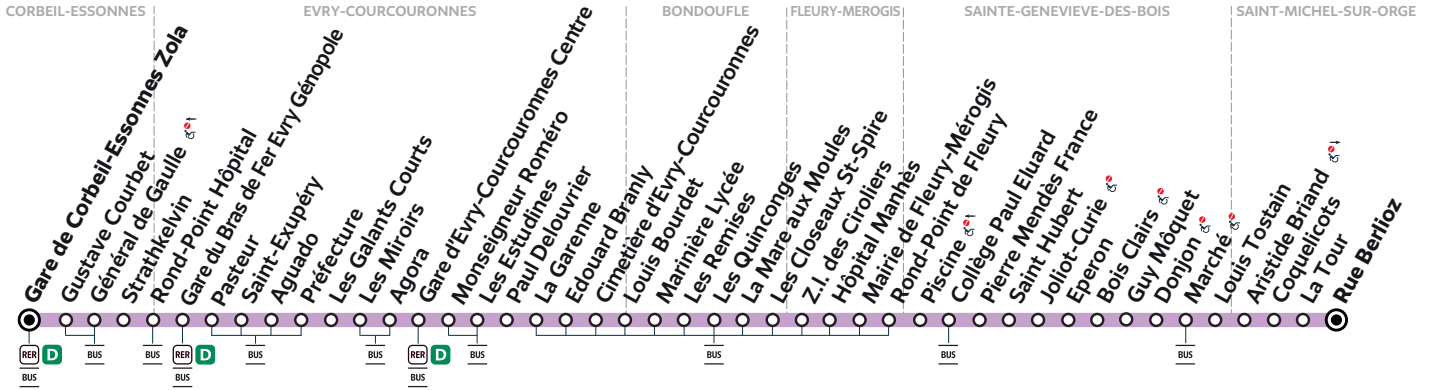 CORBEIL-ESSONNES
EVRY-COURCOURONNES
BONDOUFLE
FLEURY-MEROGIS
SAINTE-GENEVIEVE-DES-BOIS
SAINT-MICHEL-SUR-ORGE
Gare de Corbeil-Essonnes Zola
Gustave Courbet
Général de Gaulle
Strathkelvin
Rond-Point Hôpital
Gare du Bras de Fer Evry Génopole
Pasteur
Saint-Exupéry
Aguado
Préfecture
Les Galants Courts
Les Miroirs
Agora
Gare d'Evry-Courcouronnes Centre
Monseigneur Roméro
Les Estudines
Paul Delouvrier
La Garenne
Edouard Branly
Cimetière d'Evry-Courcouronnes
Louis Bourdet
Marinière Lycée
Les Remises
Les Quinconges
La Mare aux Moules
Les Closeaux St-Spire
Z.I. des Ciroliers
Hôpital Manhès
Mairie de Fleury-Mérogis
Rond-Point de Fleury
Piscine
Collège Paul Eluard
Pierre Mendès France
Saint Hubert
Joliot-Curie
Eperon
Bois Clairs
Guy Môquet
Donjon
Marché
Louis Tostain
Aristide Briand
Coquelicots
La Tour
Rue Berlioz
RER D
BUS
BUS
BUS
RER D
BUS
BUS
BUS
RER D
BUS
BUS
BUS
BUS
BUS